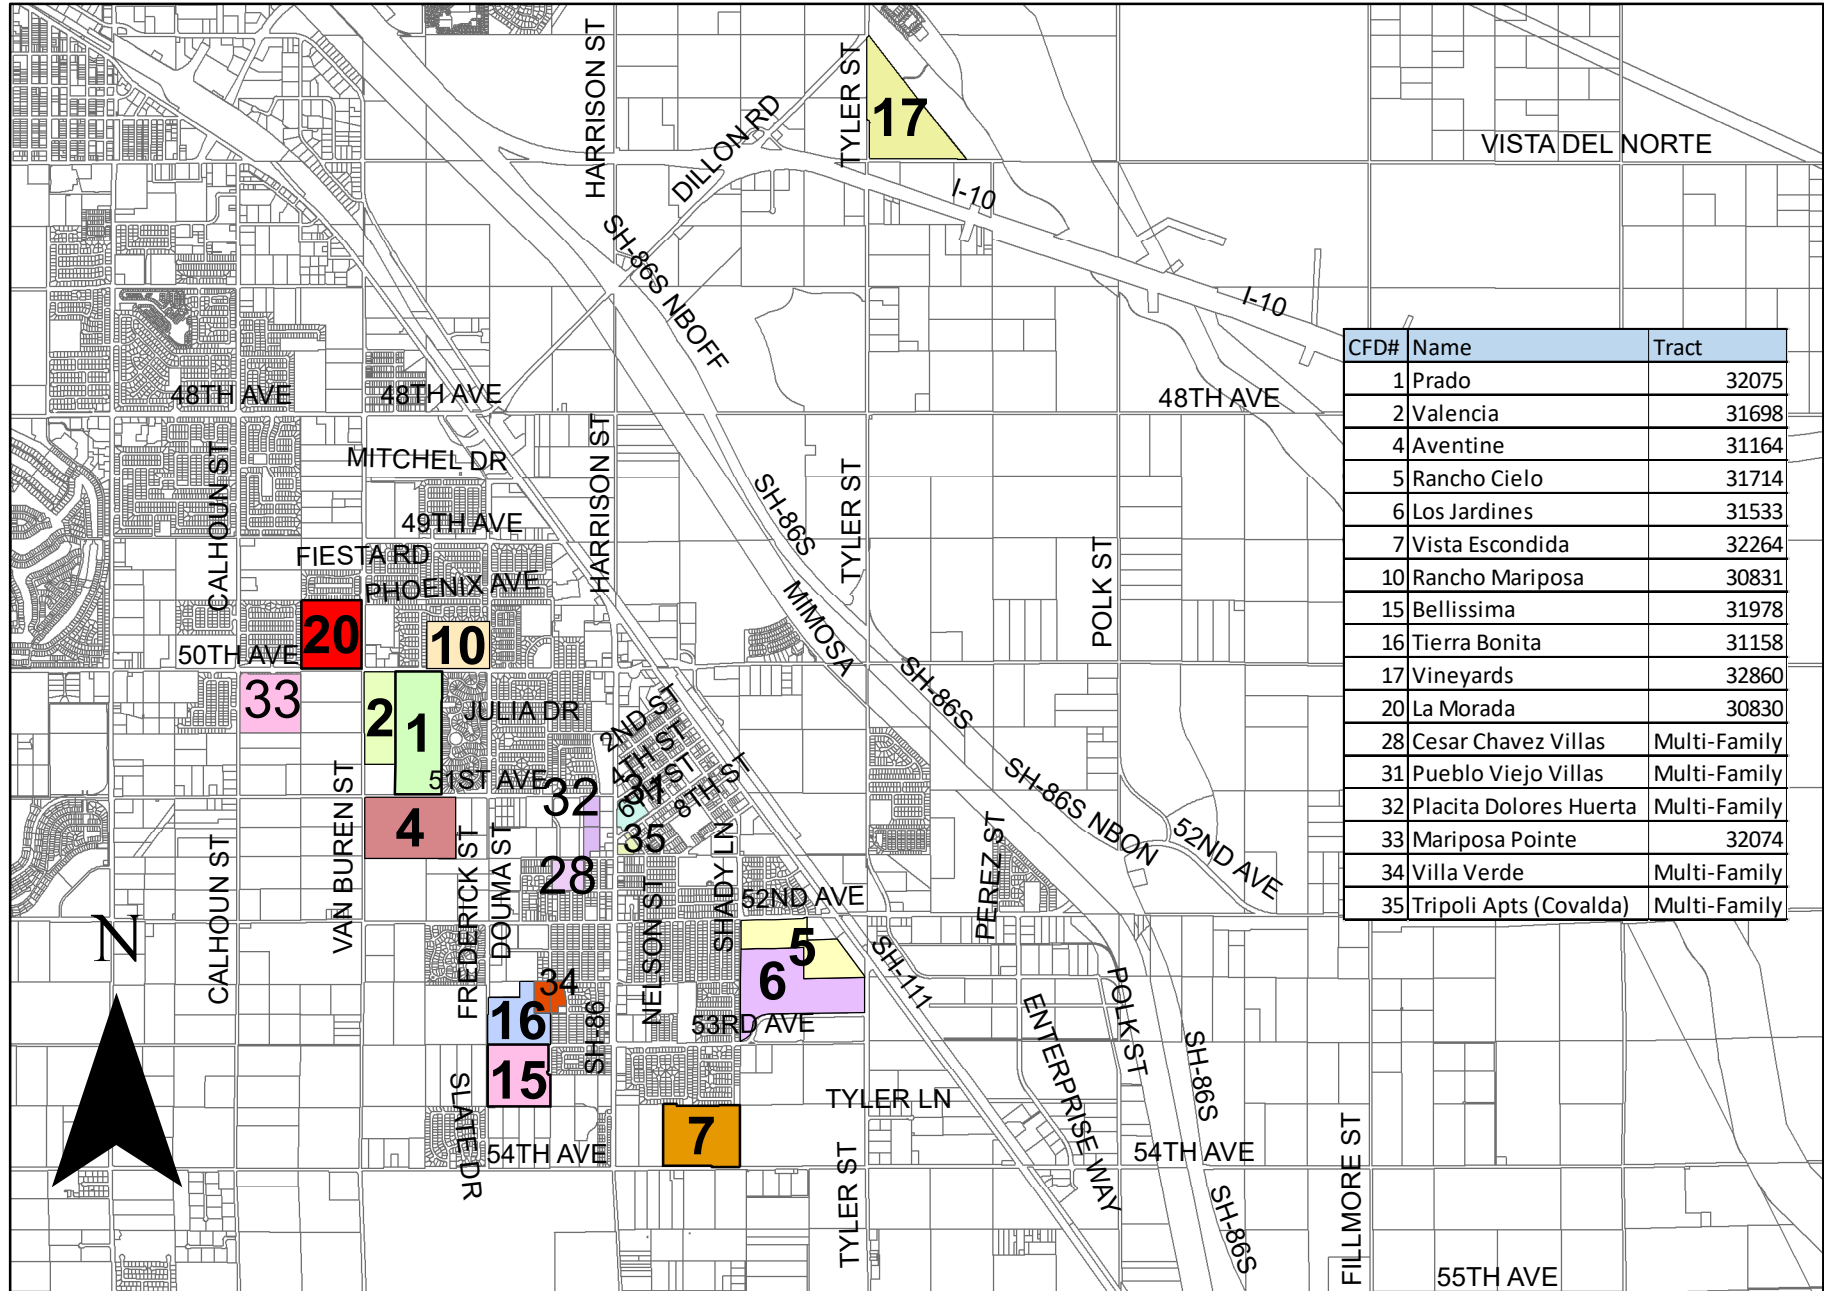 HARRISON ST
TYLER ST
17
DILLON RD
VISTA DEL NORTE
I-10
SH-86S NBOFF
I-10
CFD# Name Tract
1 Prado 32075
2 Valencia 31698
4 Aventine 31164
5 Rancho Cielo 31714
6 Los Jardines 31533
7 Vista Escondida 32264
10 Rancho Mariposa 30831
15 Bellissima 31978
16 Tierra Bonita 31158
17 Vineyards 32860
20 La Morada 30830
28 Cesar Chavez Villas Multi-Family
31 Pueblo Viejo Villas Multi-Family
32 Placita Dolores Huerta Multi-Family
33 Mariposa Pointe 32074
34 Villa Verde Multi-Family
35 Tripoli Apts (Covalda) Multi-Family
48TH AVE
48TH AVE
48TH AVE
CALHOUN ST
MITCHEL DR
HARRISON ST
SH-86S
TYLER ST
49TH AVE
FIESTA RD
PHOENIX AVE
POLK ST
MIMOSA
20
10
50TH AVE
33
2
1
JULIA DR
SH-86S
2ND ST
4TH ST
6TH ST
31
8TH ST
51ST AVE
32
SH-86S NBON
52ND AVE
VAN BUREN ST
4
35
28
CALHOUN ST
FREDERICK ST
DOUMA ST
NELSON ST
SHADY LN
52ND AVE
PEREZ ST
N
5
6
SH-111
34
16
SH-86
53RD AVE
POLK ST
ENTERPRISE WAY
SH-86S
15
SLATE DR
TYLER LN
7
54TH AVE
54TH AVE
TYLER ST
SH-86S
FILLMORE ST
55TH AVE